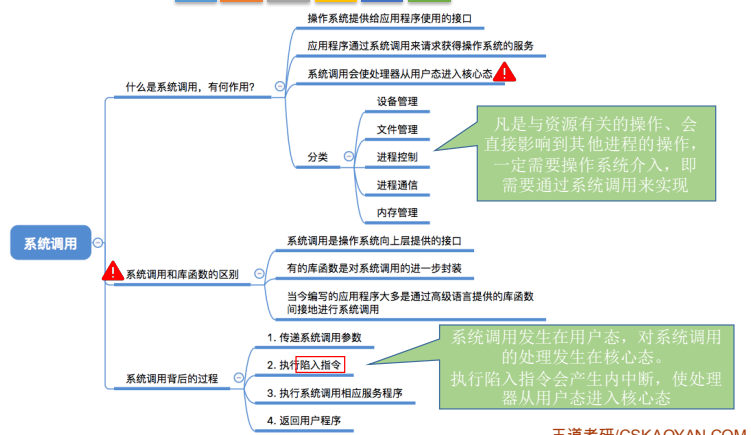 操作系统提供给应用程序使用的接口
应用程序通过系统调用来请求获得操作系统的服务
系统调用会使处理器从用户态进入核心态
什么是系统调用，有何作用？
设备管理
文件管理
分类
进程控制
进程通信
内存管理
凡是与资源有关的操作、会
直接影响到其他进程的操作，
一定需要操作系统介入，即
需要通过系统调用来实现
系统调用
系统调用是操作系统向上层提供的接口
系统调用和库函数的区别
有的库函数是对系统调用的进一步封装
当今编写的应用程序大多是通过高级语言提供的库函数
间接地进行系统调用
1. 传递系统调用参数
2. 执行陷入指令
系统调用背后的过程
3. 执行系统调用相应服务程序
4. 返回用户程序
系统调用发生在用户态，对系统调用
的处理发生在核心态。
执行陷入指令会产生内中断，使处理
器从用户态进入核心态
王道考研/CSKAOYAN.COM